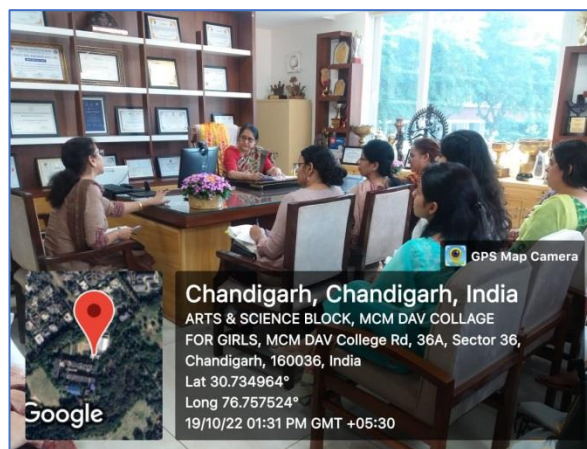 GPS Map Camera
Chandigarh, Chandigarh, India
ARTS & SCIENCE BLOCK, MCM DAV COLLAGE
FOR GIRLS, MCM DAV College Rd, 36A, Sector 36,
Chandigarh, 160036, India
Lat 30.734964°
Long 76.757524°
19/10/22 01:31 PM GMT +05:30
Google